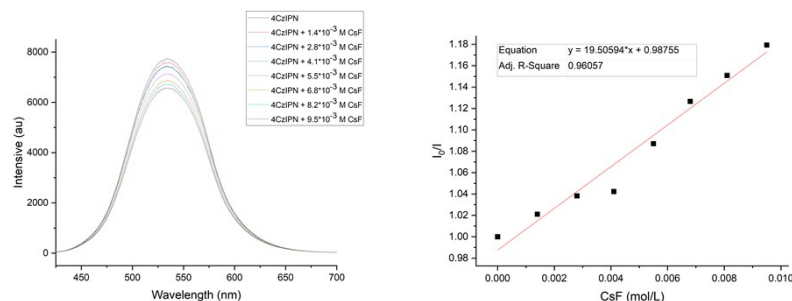 4CzIPN
4CzIPN + 1.4*10-3 M CsF
4CzIPN + 2.8*10-3 M CsF
4CzIPN + 4.1*10-3 M CsF
4CzIPN + 5.5*10-3 M CsF
4CzIPN + 6.8*10-3 M CsF
4CzIPN + 8.2*10-3 M CsF
4CzIPN + 9.5*10-3 M CsF
8000
6000
4000
2000
0
Intensive (au)
450 500 550 600 650 700
Wavelength (nm)
Equation y = 19.50594*x + 0.98755
Adj. R-Square 0.96057
1.18
1.16
1.14
1.12
1.10
1.08
1.06
1.04
1.02
1.00
0.98
I0/I
0.000 0.002 0.004 0.006 0.008 0.010
CsF (mol/L)